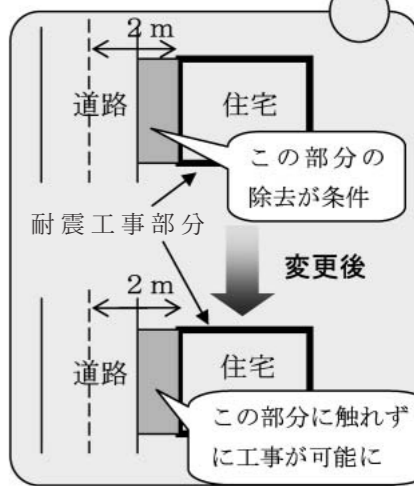 2 m
道路
住宅
この部分の
除去が条件
耐震工事部分
変更後
2 m
道路
住宅
この部分に触れず
に工事が可能に